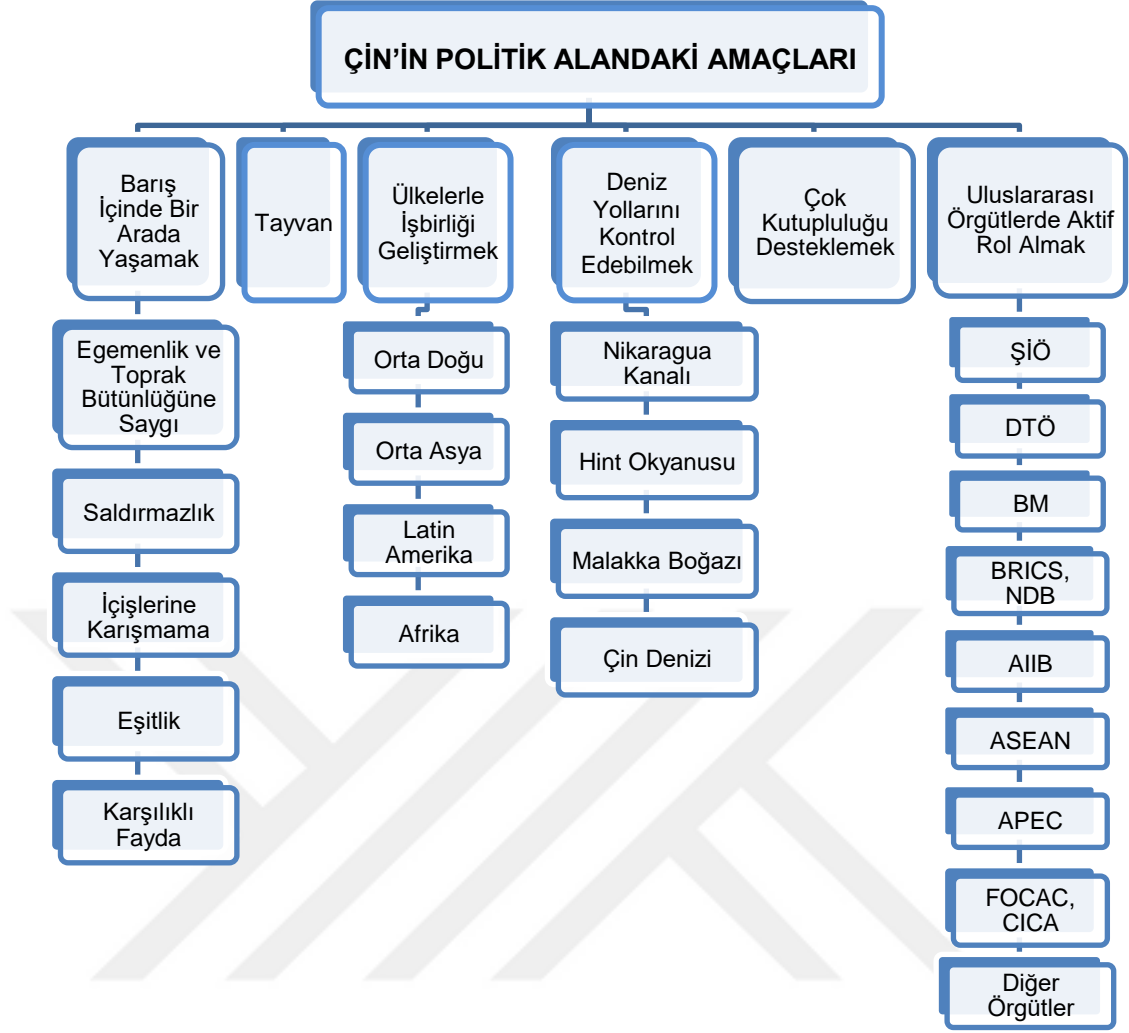 ÇİN’İN POLİTİK ALANDAKİ AMAÇLARI
Barış
İçinde Bir
Arada
Yaşamak
Egemenlik ve
Toprak
Bütünlüğüne
Saygı
Saldırmazlık
İçişlerine
Karışmama
Eşitlik
Karşılıklı
Fayda
Tayvan
Ülkelerle
İşbirliği
Geliştirmek
Orta Doğu
Orta Asya
Latin
Amerika
Afrika
Deniz
Yollarını
Kontrol
Edebilmek
Nikaragua
Kanalı
Hint Okyanusu
Malakka Boğazı
Çin Denizi
Çok
Kutupluluğu
Desteklemek
Uluslararası
Örgütlerde Aktif
Rol Almak
ŞİÖ
DTÖ
BM
BRICS,
NDB
AIIB
ASEAN
APEC
FOCAC,
CICA
Diğer
Örgütler